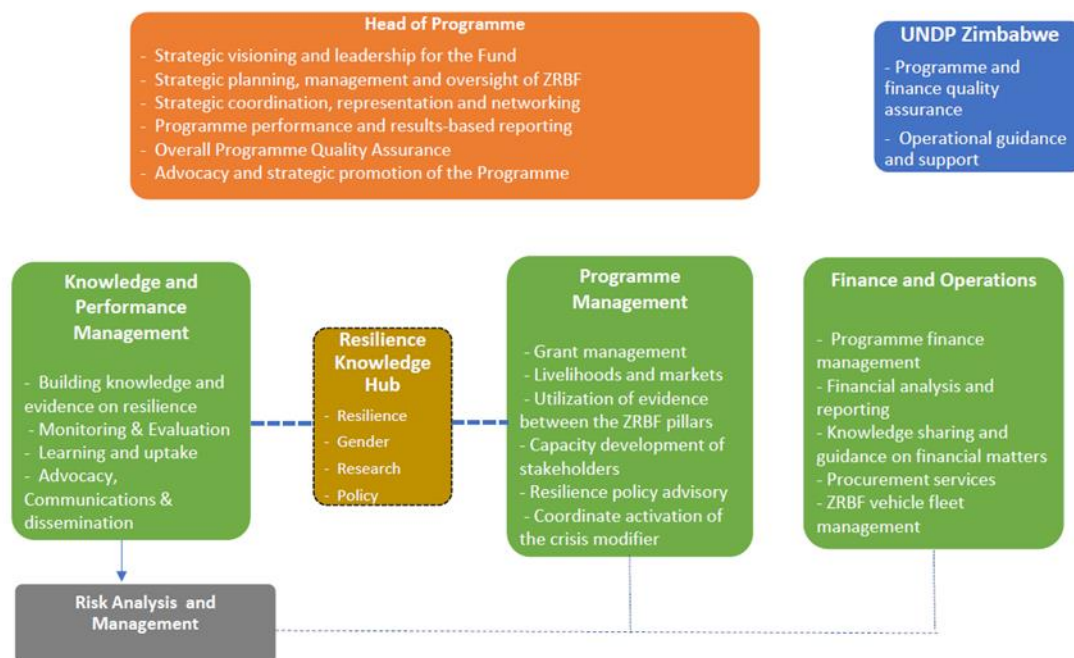 Head of Programme
- Strategic visioning and leadership for the Fund
- Strategic planning, management and oversight of ZRBF
- Strategic coordination, representation and networking
- Programme performance and results-based reporting
- Overall Programme Quality Assurance
- Advocacy and strategic promotion of the Programme
UNDP Zimbabwe
- Programme and
finance quality
assurance
- Operational guidance
and support
Knowledge and
Performance
Management
- Building knowledge and
evidence on resilience
- Monitoring & Evaluation
- Learning and uptake
- Advocacy,
Communications &
dissemination
Resilience
Knowledge
Hub
- Resilience
- Gender
- Research
- Policy
Programme
Management
- Grant management
- Livelihoods and markets
- Utilization of evidence
between the ZRBF pillars
- Capacity development of
stakeholders
- Resilience policy advisory
- Coordinate activation of
the crisis modifier
Finance and Operations
- Programme finance
management
- Financial analysis and
reporting
- Knowledge sharing and
guidance on financial matters
- Procurement services
- ZRBF vehicle fleet
management
Risk Analysis and
Management